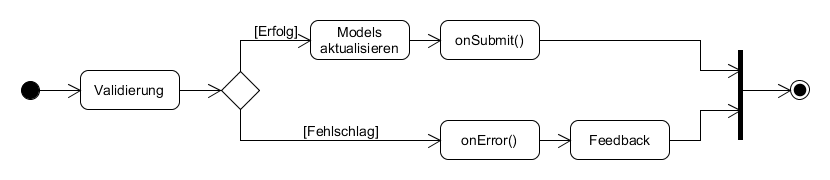 [Erfolg]
Models
aktualisieren
onSubmit()
Validierung
[Fehlschlag]
onError()
Feedback